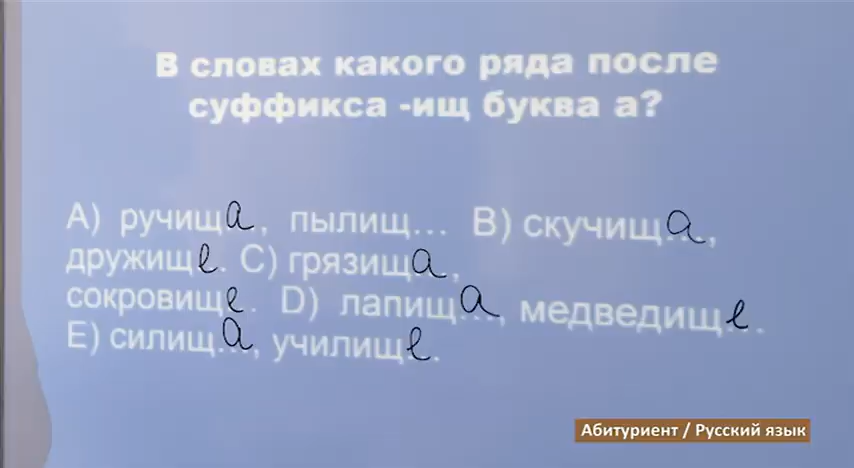 В словах какого ряда после
суффикса -ищ буква а?
А) ручища, пылищ... В) скучища...,
дружище. С) грязища,
сокровище. D) лапища..., медведище...
Е) силища..., училище.
Абитуриент / Русский язык